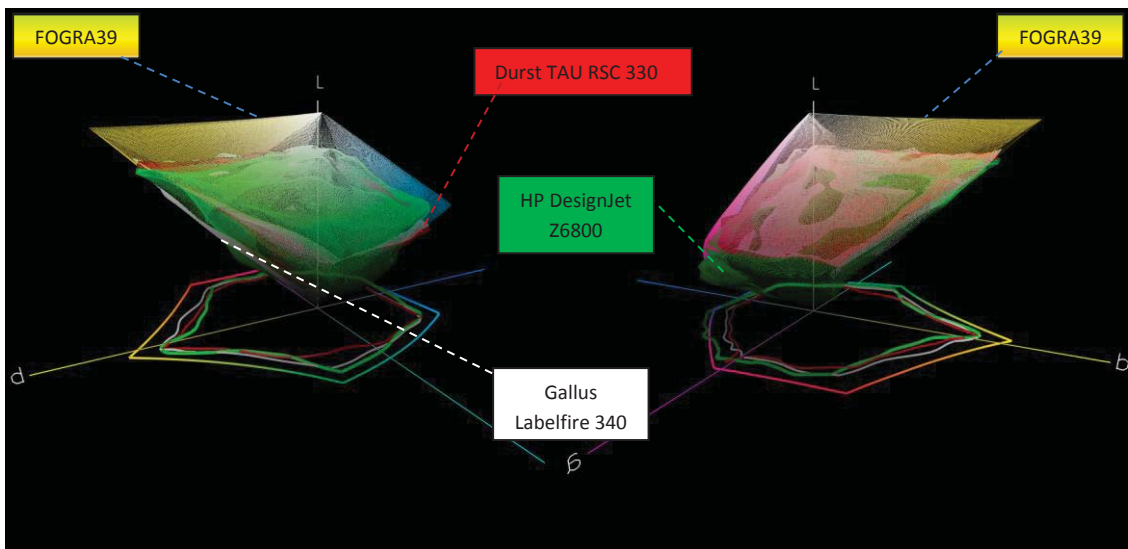 FOGRA39
FOGRA39
Durst TAU RSC 330
L
L
HP DesignJet
Z6800
b
b
Gallus
Labelfire 340
a